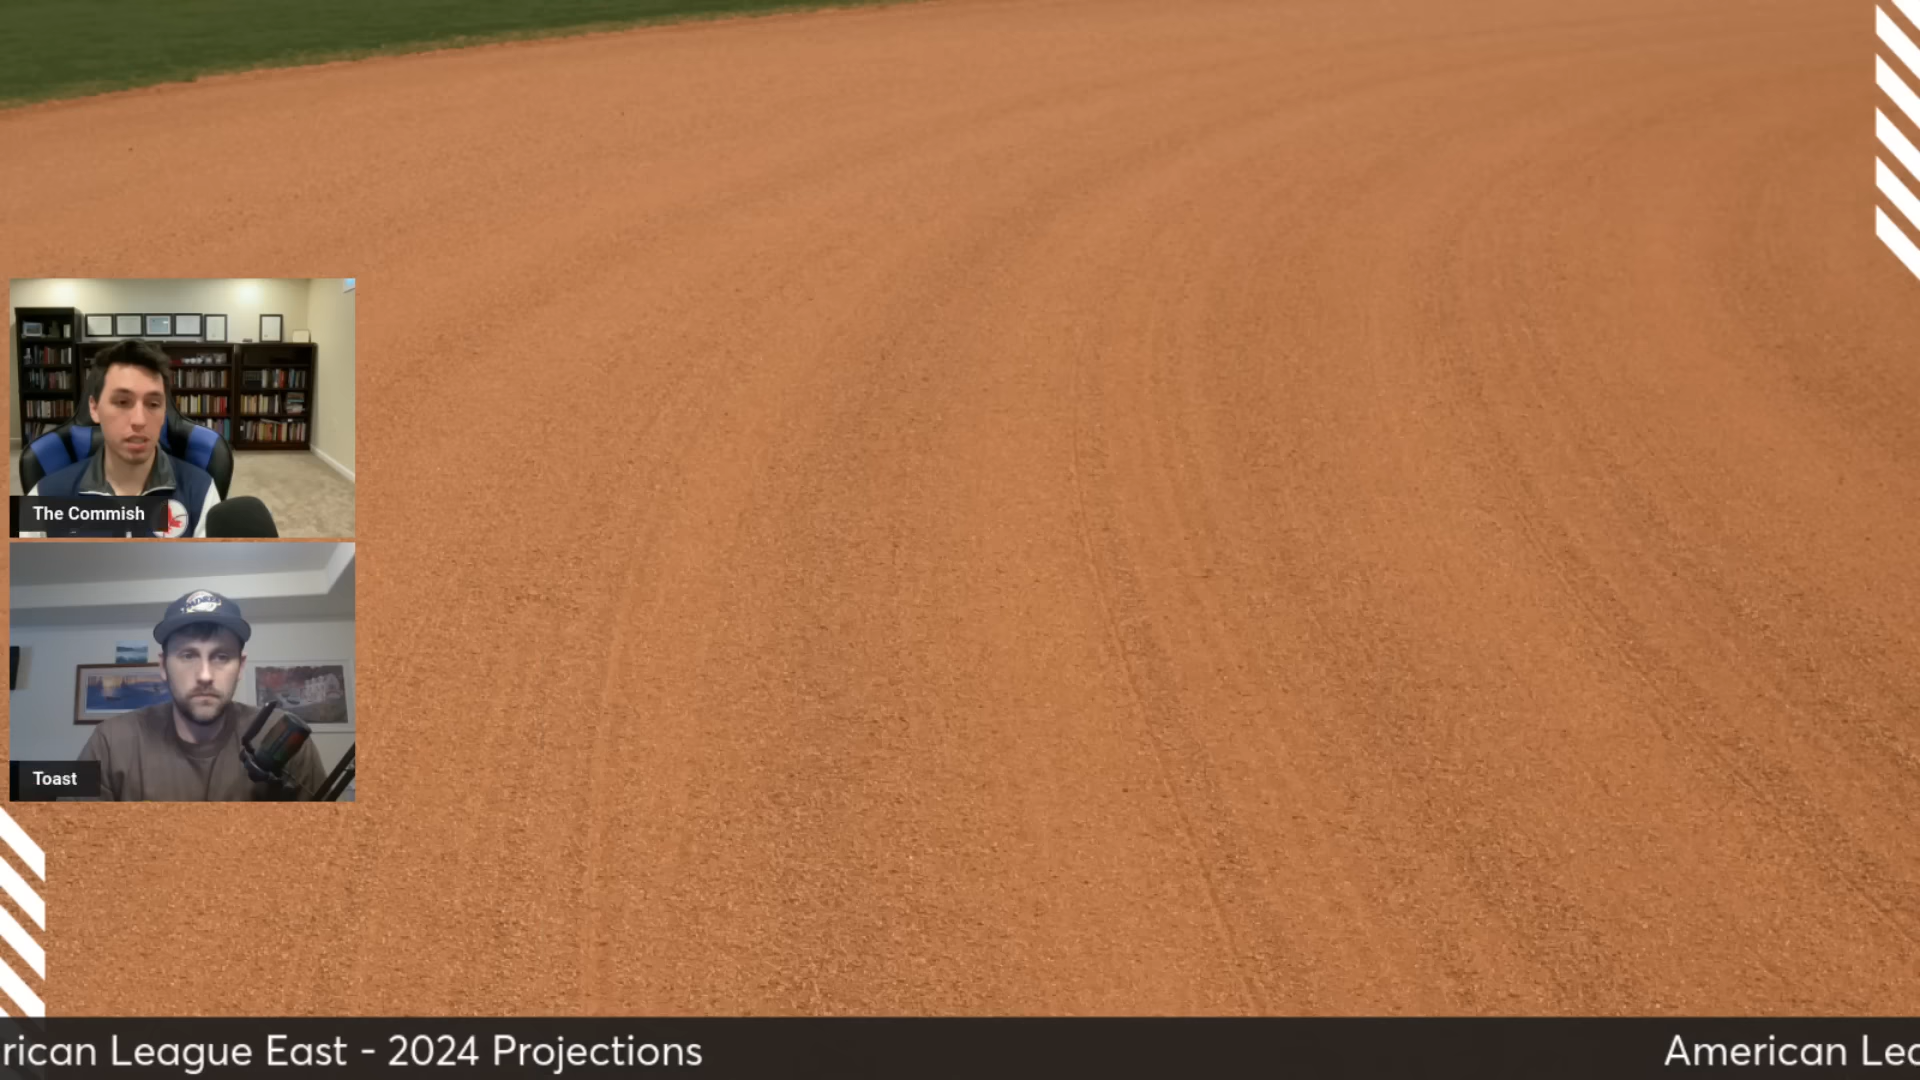 The Commish
Toast
rican League East - 2024 Projections
American Lea